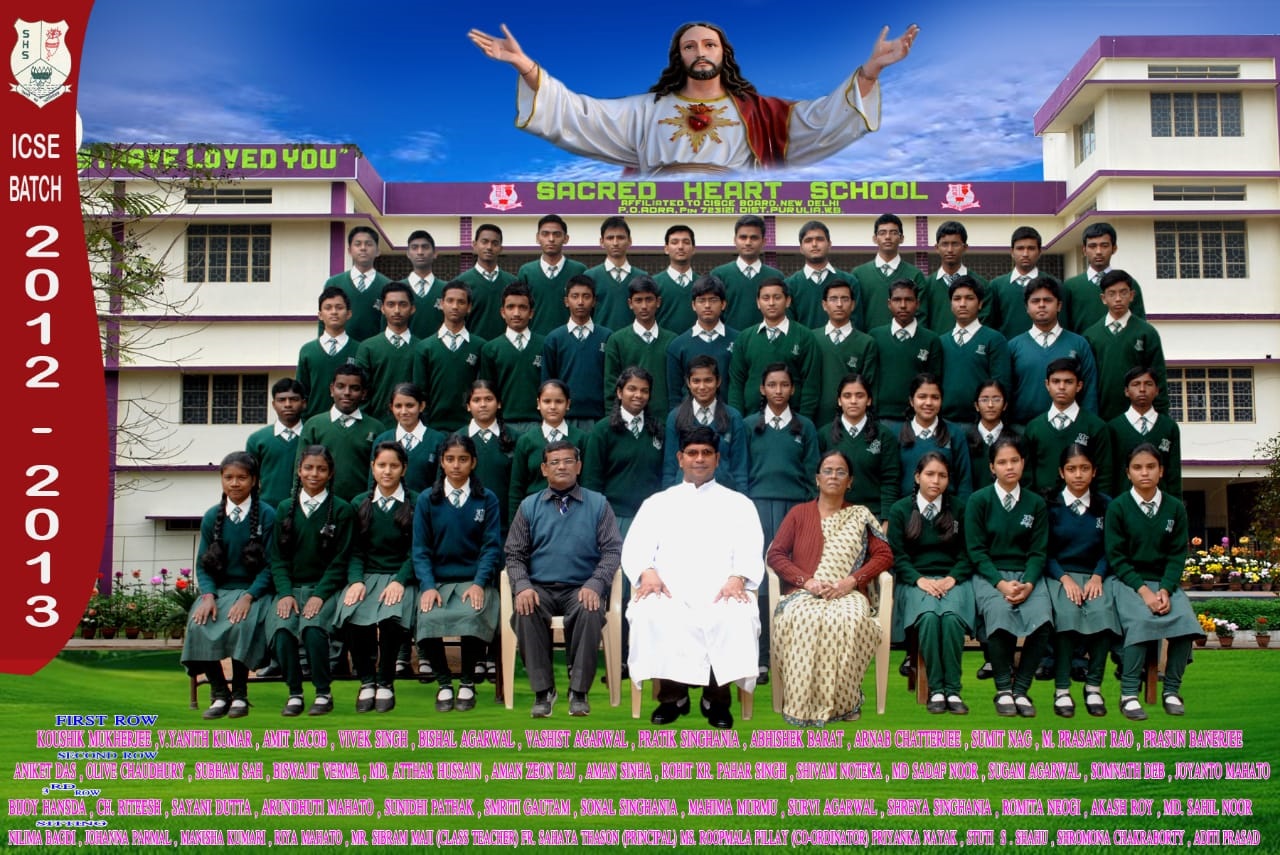 SHS
ICSE
BATCH
2012 - 2013
HAVE LOVED YOU"
SACRED HEART SCHOOL
AFFILIATED TO CISCE BOARD, NEW DELHI
P.O.ADRA, PIN 723121, DIST.PURULIA,W.B.
FIRST ROW
KOUSHIK MUKHERJEE ,V.YANITH KUMAR , AMIT JACOB , VIVEK SINGH , BISHAL AGARWAL , VASHIST AGARWAL , PRATIK SINGHANIA , ABHISHEK BARAT , ARNAB CHATTERJEE , SUMIT NAG , M. PRASANT RAO , PRASUN BANERJEE
SECOND ROW
ANIKET DAS , OLIVE CHAUDHURY , SUBHAM SAH , BISWAJIT VERMA , MD. ATTHAR HUSSAIN , AMAN ZEON RAJ , AMAN SINHA , ROHIT KR. PAHAR SINGH , SHIVAM NOTEKA , MD SADAF NOOR , SUGAM AGARWAL , SOMNATH DEB , JOYANTO MAHATO
3RD ROW
BIJOY HANSDA , CH. RITEESH , SAYANI DUTTA , ARUNDHUTI MAHATO , SUNIDHI PATHAK , SMRITI GAUTAM , SONAL SINGHANIA , MAHIMA MURMU , SURVI AGARWAL , SHREYA SINGHANIA , ROMITA NEOGI , AKASH ROY , MD. SAHIL NOOR
SITTING
NILIMA BAGDI , JOHANNA PARMAL , MANISHA KUMARI , RIYA MAHATO , MR. SIBRAM MAJI (CLASS TEACHER) FR. SAHAYA THASON (PRINCIPAL) MS. ROOPMALA PILLAY (CO-ORDINATOR) PRIYANKA NAYAK , STUTI S . SHAHU , SHROMONA CHAKRABORTY , ADITI PRASAD